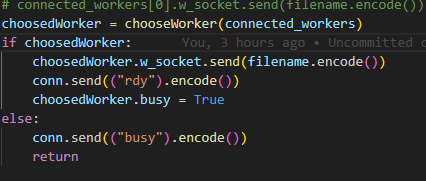 # connected_workers[0].w_socket.send(filename.encode())
choosedWorker = chooseWorker(connected_workers)
if choosedWorker: You, 3 hours ago • Uncommitted c
choosedWorker.w_socket.send(filename.encode())
conn.send(("rdy").encode())
choosedWorker.busy = True
else:
conn.send(("busy").encode())
return